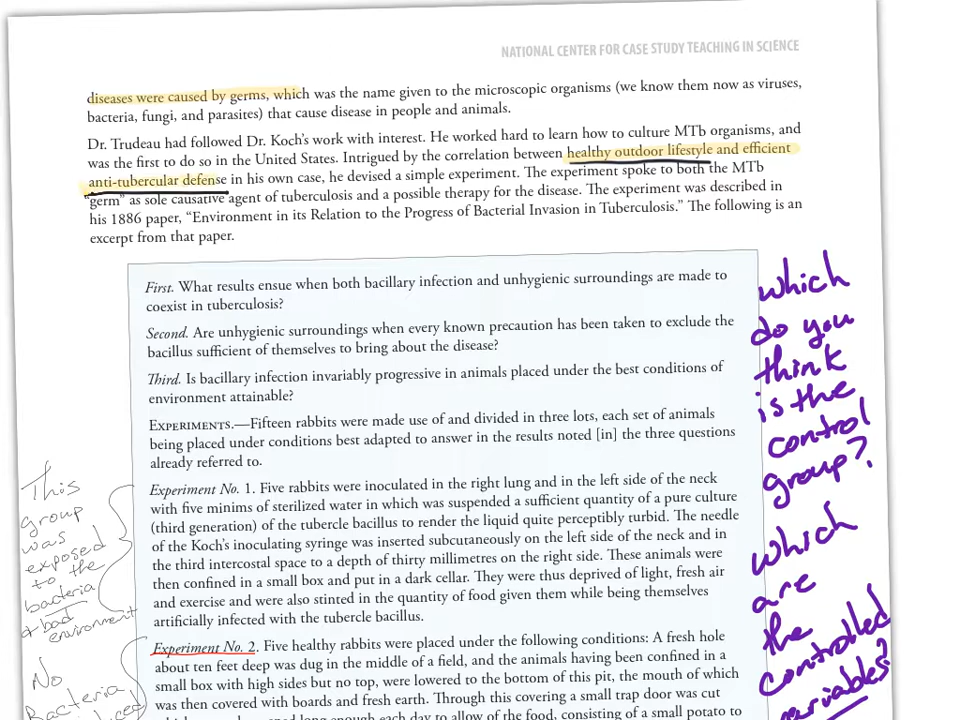 NATIONAL CENTER FOR CASE STUDY TEACHING IN SCIENCE
diseases were caused by germs, which was the name given to the microscopic organisms (we know them now as viruses,
bacteria, fungi, and parasites) that cause disease in people and animals.
Dr. Trudeau had followed Dr. Koch's work with interest. He worked hard to learn how to culture MTb organisms, and
was the first to do so in the United States. Intrigued by the correlation between healthy outdoor lifestyle and efficient
anti-tubercular defense in his own case, he devised a simple experiment. The experiment spoke to both the MTb
"germ" as sole causative agent of tuberculosis and a possible therapy for the disease. The experiment was described in
his 1886 paper, "Environment in its Relation to the Progress of Bacterial Invasion in Tuberculosis." The following is an
excerpt from that paper.
First. What results ensue when both bacillary infection and unhygienic surroundings are made to
coexist in tuberculosis?
Second. Are unhygienic surroundings when every known precaution has been taken to exclude the
bacillus sufficient of themselves to bring about the disease?
Third. Is bacillary infection invariably progressive in animals placed under the best conditions of
environment attainable?
EXPERIMENTS.—Fifteen rabbits were made use of and divided in three lots, each set of animals
being placed under conditions best adapted to answer in the results noted [in] the three questions
already referred to.
Experiment No. 1. Five rabbits were inoculated in the right lung and in the left side of the neck
with five minims of sterilized water in which was suspended a sufficient quantity of a pure culture
(third generation) of the tubercle bacillus to render the liquid quite perceptibly turbid. The needle
of the Koch's inoculating syringe was inserted subcutaneously on the left side of the neck and in
the third intercostal space to a depth of thirty millimetres on the right side. These animals were
then confined in a small box and put in a dark cellar. They were thus deprived of light, fresh air
and exercise and were also stinted in the quantity of food given them while being themselves
artificially infected with the tubercle bacillus.
Experiment No. 2. Five healthy rabbits were placed under the following conditions: A fresh hole
about ten feet deep was dug in the middle of a field, and the animals having been confined in a
small box with high sides but no top, were lowered to the bottom of this pit, the mouth of which
was then covered with boards and fresh earth. Through this covering a small trap door was cut
long enough each day to allow of the food, consisting of a small potato to
This
group
was
exposed
to the
bacteria
+ bad
environment
No
Bacteria
which
do you
think
is the
control
group?
which
are
the
controlled
variables?